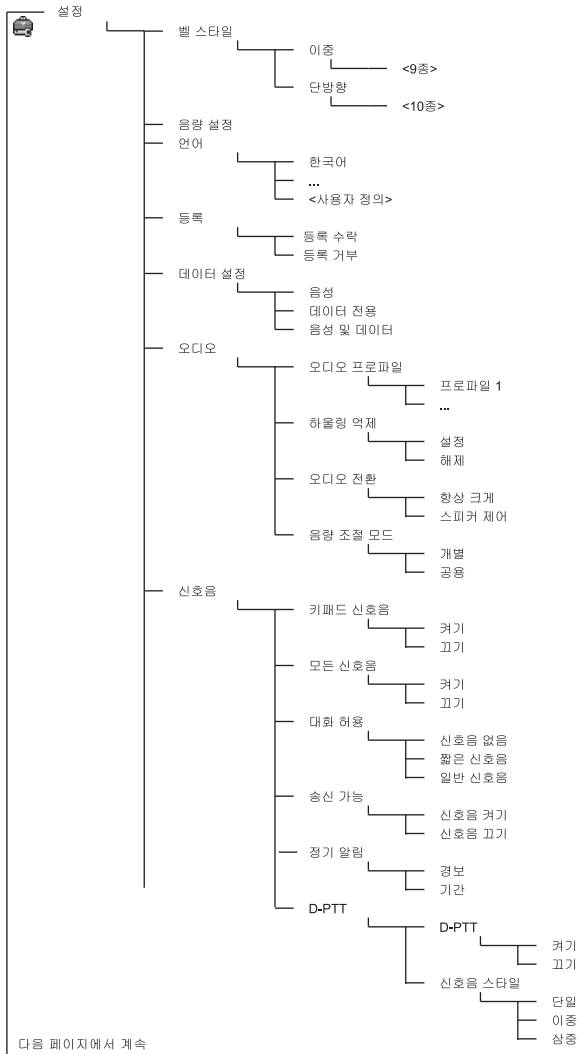 설정
벨 스타일
이중
<9종>
단방향
<10종>
음량 설정
언어
한국어
...
<사용자 정의>
등록
등록 수락
등록 거부
데이터 설정
음성
데이터 전용
음성 및 데이터
오디오
오디오 프로파일
프로파일 1
...
하울링 억제
설정
해제
오디오 전환
항상 크게
스피커 제어
음량 조절 모드
개별
공용
신호음
키패드 신호음
켜기
끄기
모든 신호음
켜기
끄기
대화 허용
신호음 없음
짧은 신호음
일반 신호음
송신 가능
신호음 켜기
신호음 끄기
정기 알림
경보
기간
D-PTT
D-PTT
켜기
끄기
신호음 스타일
단일
이중
삼중
다음 페이지에서 계속